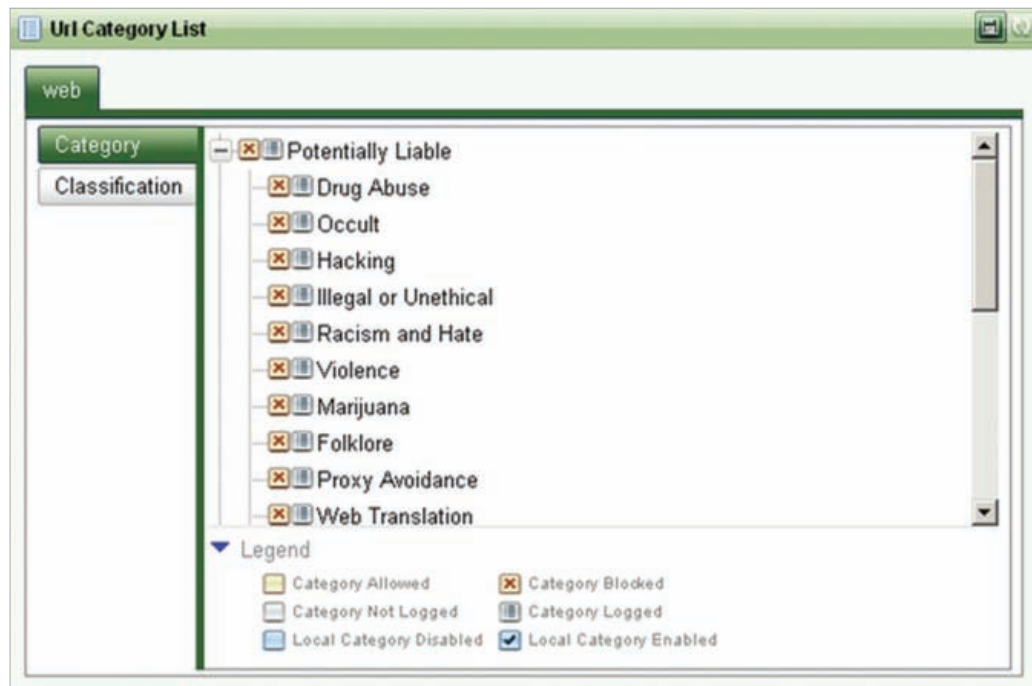 Url Category List
web
Category
Classification
Potentially Liable
Drug Abuse
Occult
Hacking
Illegal or Unethical
Racism and Hate
Violence
Marijuana
Folklore
Proxy Avoidance
Web Translation
Legend
Category Allowed Category Blocked
Category Not Logged Category Logged
Local Category Disabled Local Category Enabled